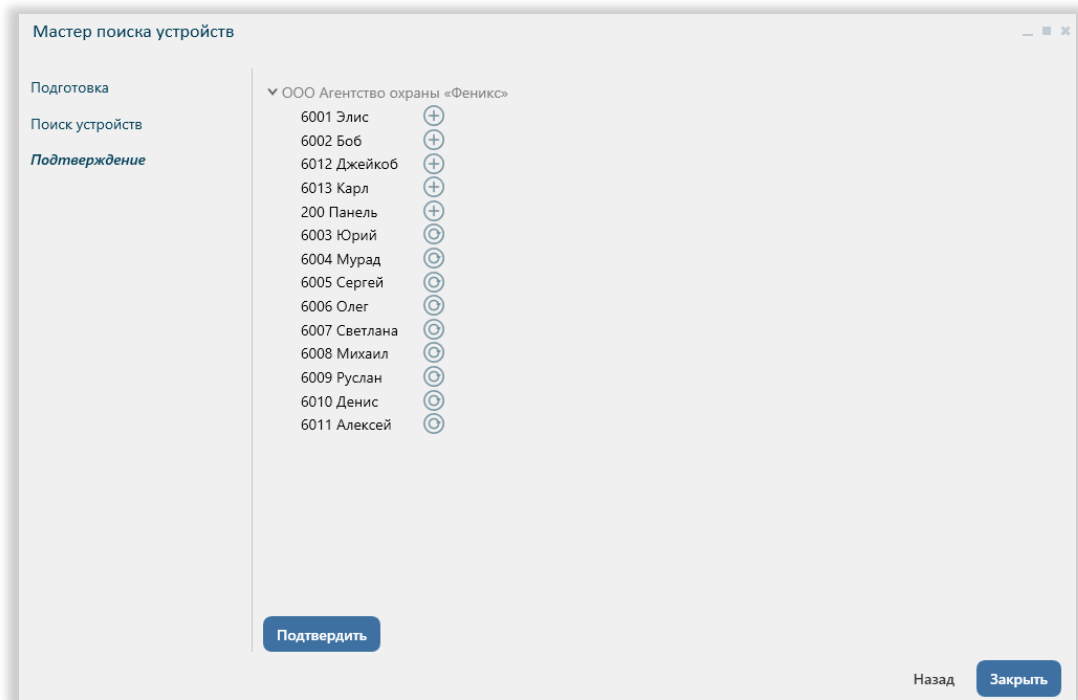 Мастер поиска устройств
Подготовка
Поиск устройств
Подтверждение
ООО Агентство охраны «Феникс»
6001 Элис
6002 Боб
6012 Джейкоб
6013 Карл
200 Панель
6003 Юрий
6004 Мурад
6005 Сергей
6006 Олег
6007 Светлана
6008 Михаил
6009 Руслан
6010 Денис
6011 Алексей
Подтвердить
Назад
Закрыть